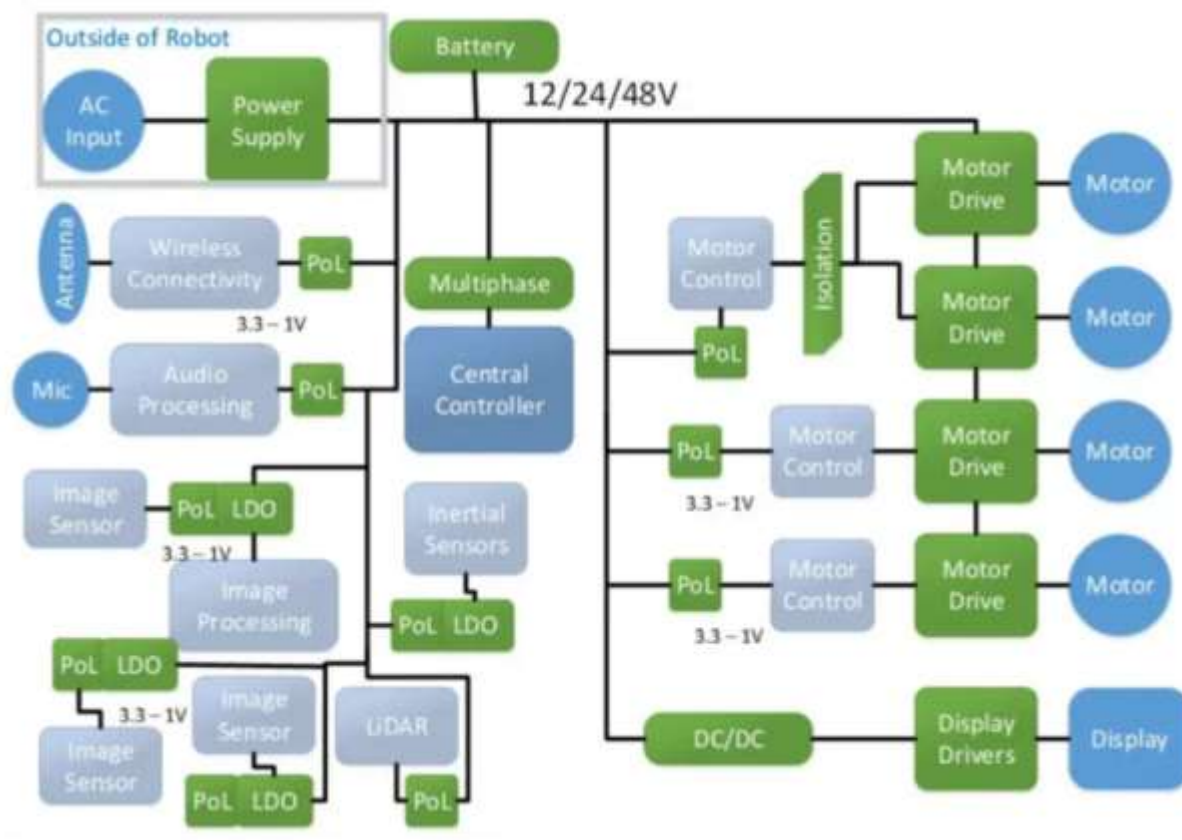 Outside of Robot
AC
Input
Power
Supply
Battery
12/24/48V
Antenna
Wireless
Connectivity
PoL
3.3 – 1V
Mic
Audio
Processing
PoL
Multiphase
Central
Controller
Image
Sensor
PoL LDO
3.3 – 1V
Image
Processing
Inertial
Sensors
PoL LDO
PoL LDO
3.3 – 1V
Image
Sensor
Image
Sensor
PoL LDO
LiDAR
PoL
Motor
Control
PoL
Isolation
Motor
Drive
Motor
Motor
Drive
Motor
PoL
3.3 – 1V
Motor
Control
Motor
Drive
Motor
PoL
3.3 – 1V
Motor
Control
Motor
Drive
Motor
DC/DC
Display
Drivers
Display